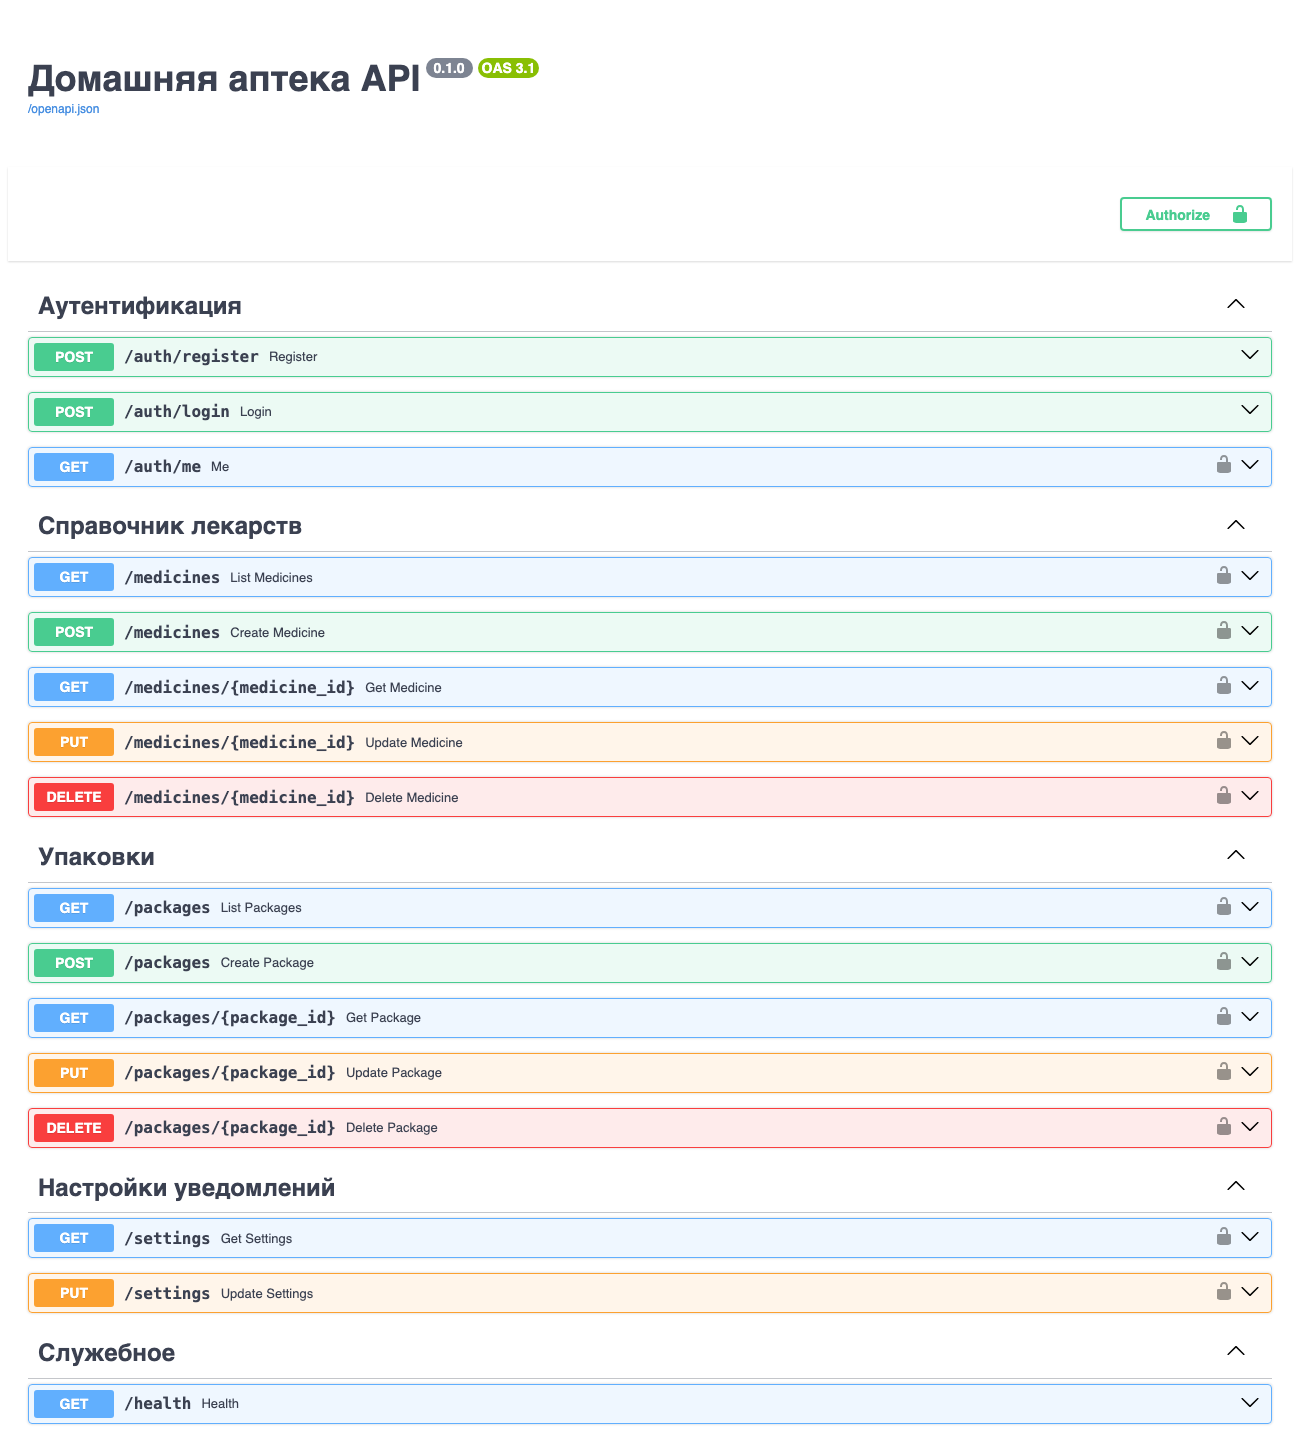 Домашняя аптека API 0.1.0 OAS 3.1
/openapi.json
Authorize
Аутентификация
POST /auth/register Register
POST /auth/login Login
GET /auth/me Me
Справочник лекарств
GET /medicines List Medicines
POST /medicines Create Medicine
GET /medicines/{medicine_id} Get Medicine
PUT /medicines/{medicine_id} Update Medicine
DELETE /medicines/{medicine_id} Delete Medicine
Упаковки
GET /packages List Packages
POST /packages Create Package
GET /packages/{package_id} Get Package
PUT /packages/{package_id} Update Package
DELETE /packages/{package_id} Delete Package
Настройки уведомлений
GET /settings Get Settings
PUT /settings Update Settings
Служебное
GET /health Health